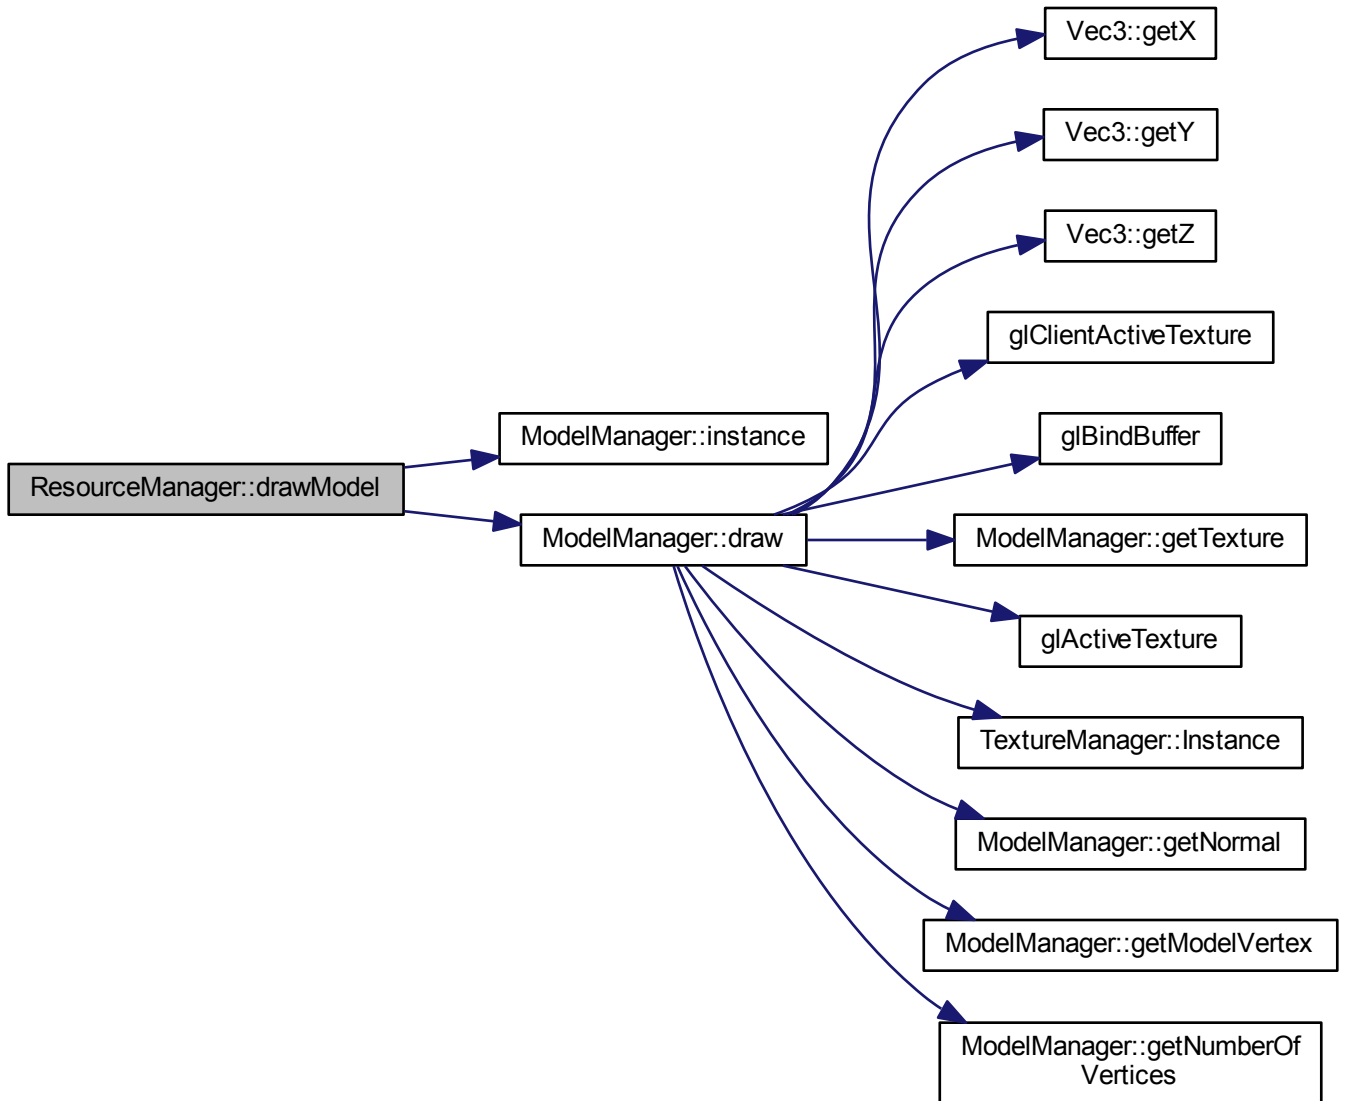 Vec3::getX
Vec3::getY
Vec3::getZ
glClientActiveTexture
ModelManager::instance
glBindBuffer
ResourceManager::drawModel
ModelManager::draw
ModelManager::getTexture
glActiveTexture
TextureManager::Instance
ModelManager::getNormal
ModelManager::getModelVertex
ModelManager::getNumberOf
Vertices